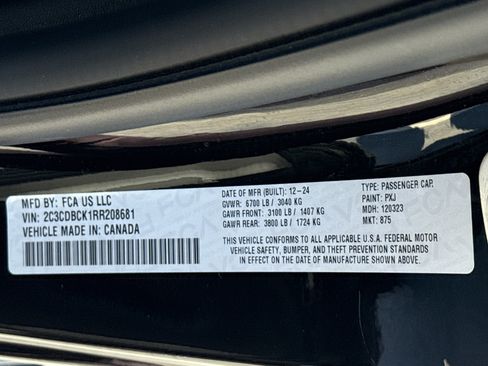 MFD BY: FCA US LLC
VIN: 2C3CDBCK1RR208681
VEHICLE MADE IN: CANADA
DATE OF MFR (BUILT): 12-24
GVWR: 6700 LB / 3040 KG
GAWR FRONT: 3100 LB / 1407 KG
GAWR REAR: 3800 LB / 1724 KG
TYPE: PASSENGER CAR
PAINT: PXJ
MDH: 120323
MKT: 875
THIS VEHICLE CONFORMS TO ALL APPLICABLE U.S.A. FEDERAL MOTOR
VEHICLE SAFETY, BUMPER, AND THEFT PREVENTION STANDARDS
IN EFFECT ON THE DATE OF MANUFACTURE SHOWN ABOVE.